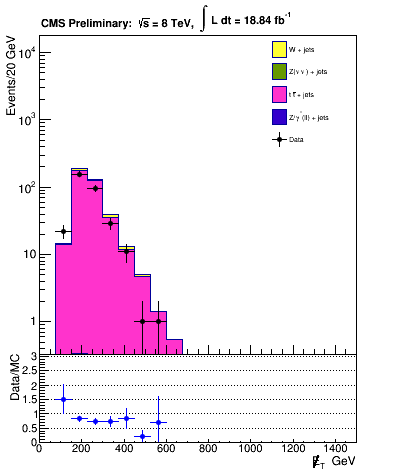 CMS Preliminary: √s = 8 TeV, ∫ L dt = 18.84 fb⁻¹
Events/20 GeV
10⁴
10³
10²
10
1
W + jets
Z(νν) + jets
t t̄ + jets
Z/γ*(ll) + jets
Data
Data/MC
3
2.5
2
1.5
1
0.5
0
0 200 400 600 800 1000 1200 1400
E̸_T GeV